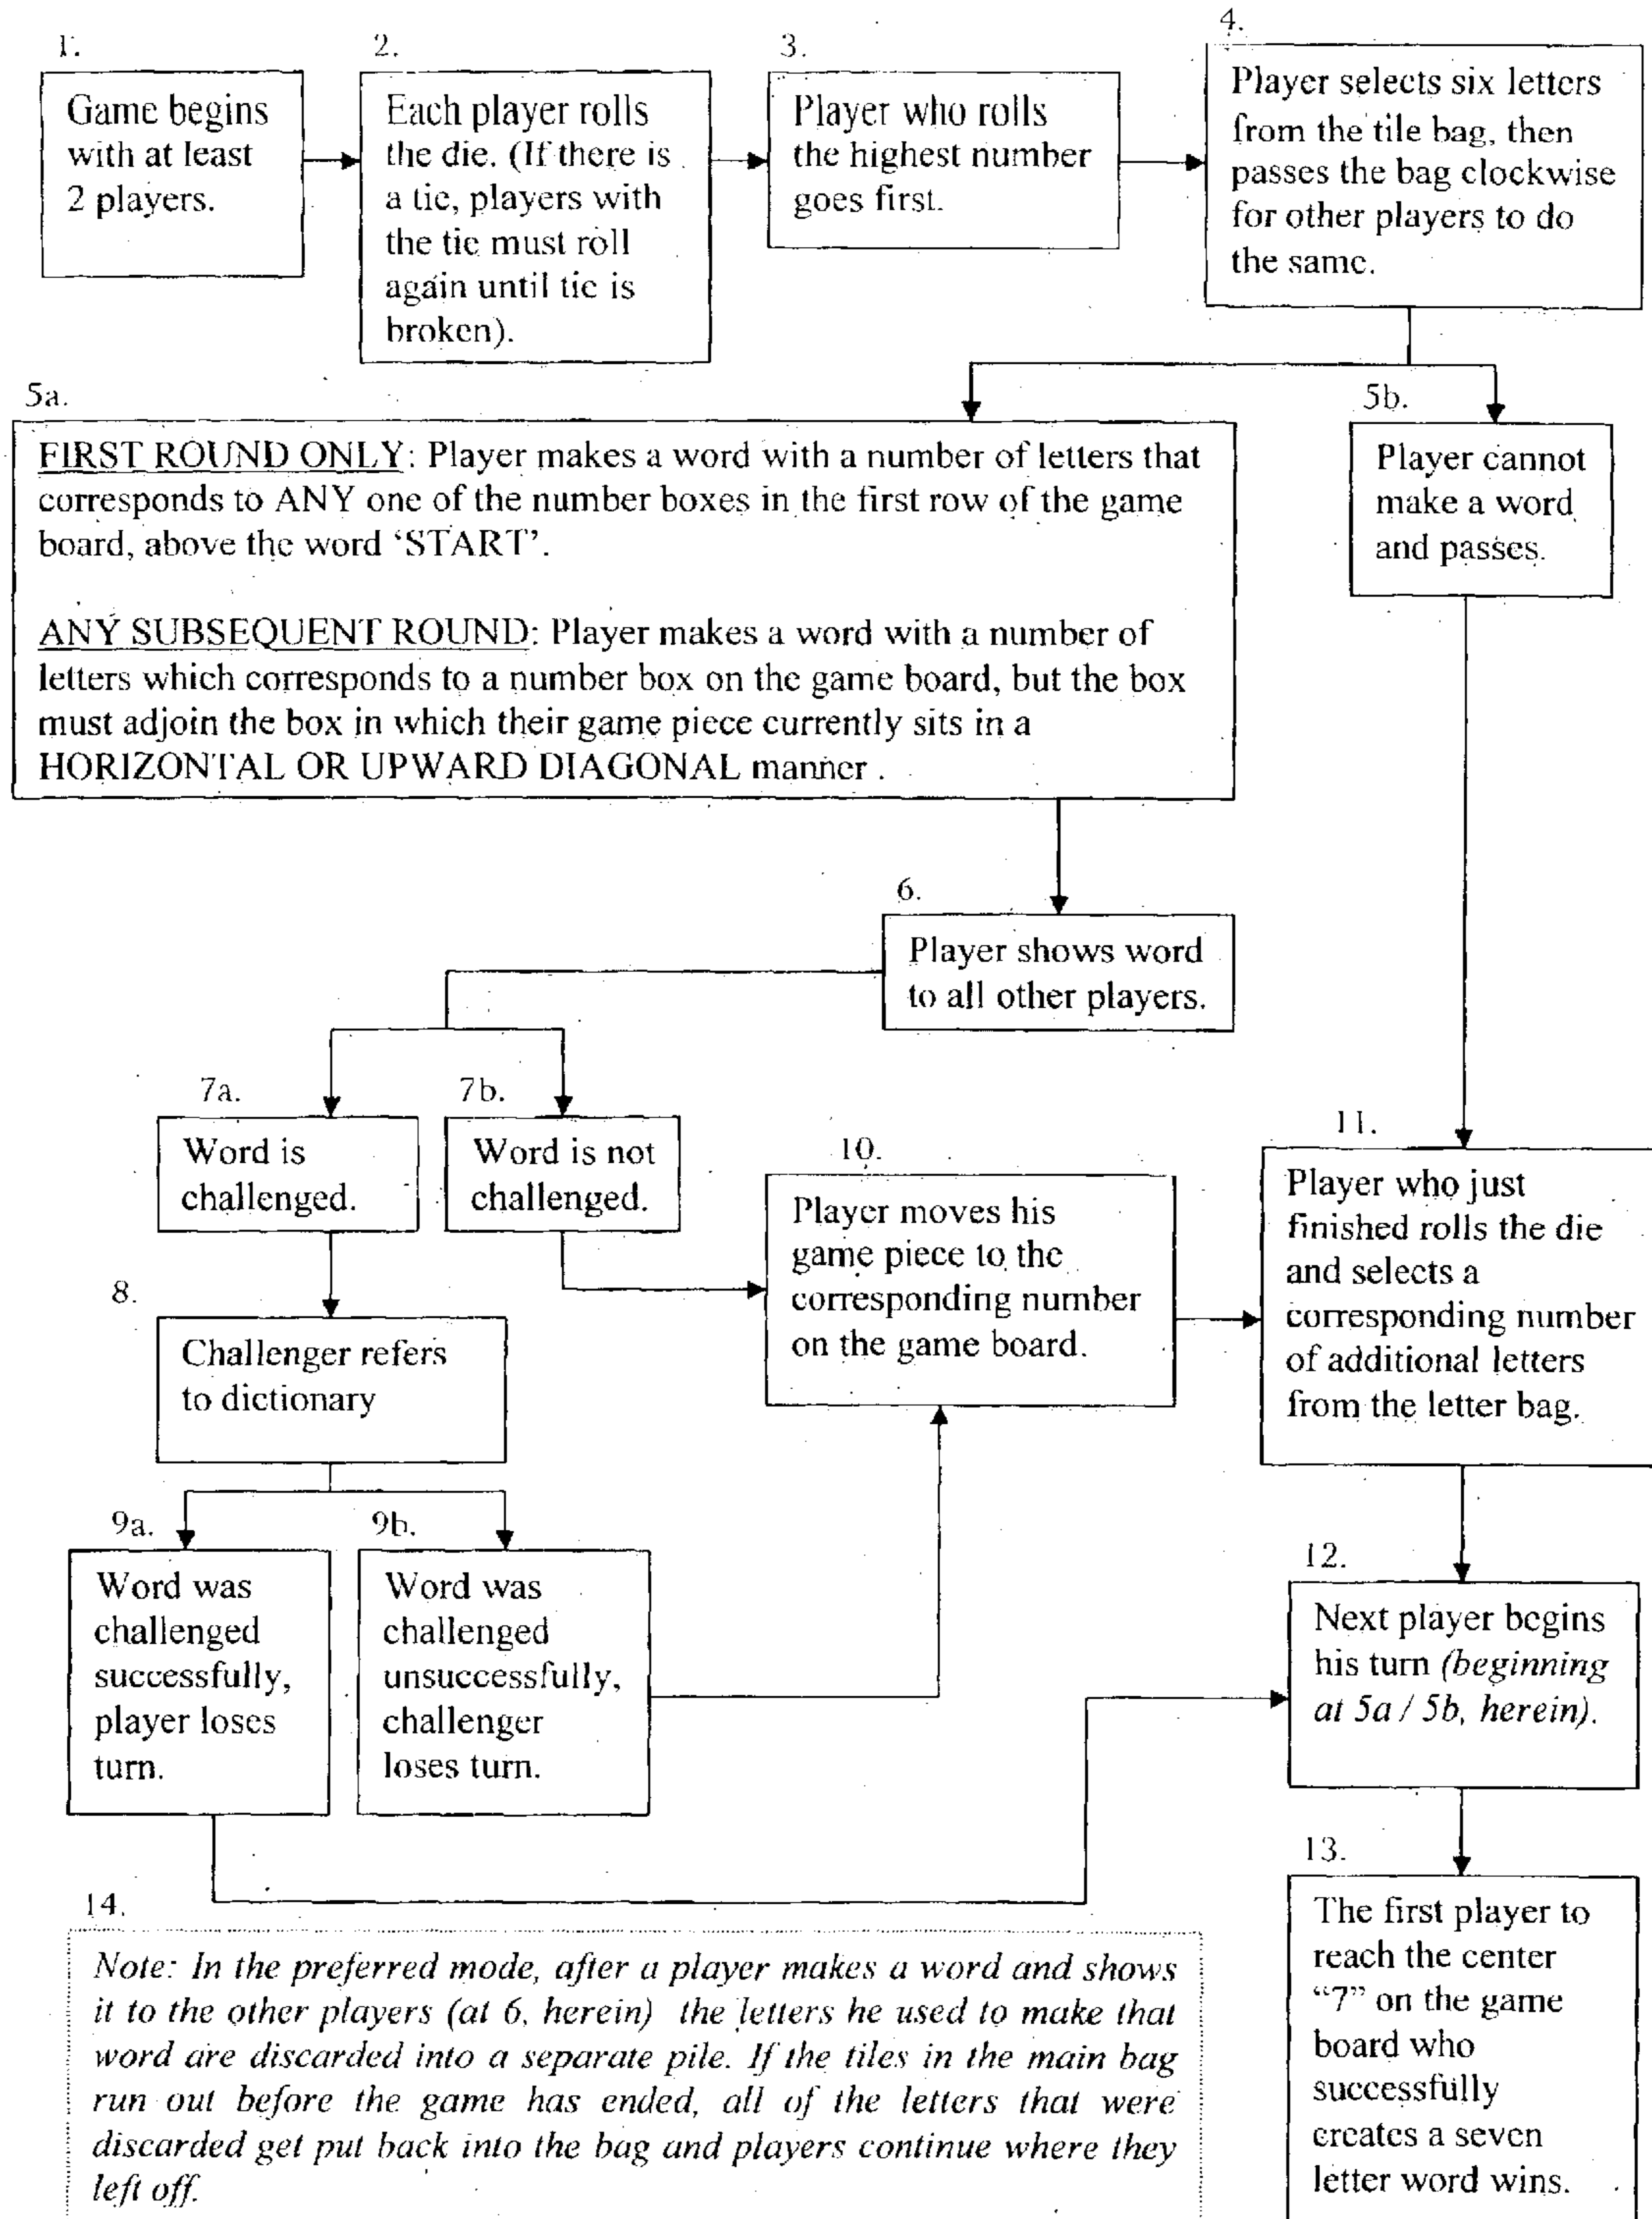 1.
Game begins
with at least
2 players.
2.
Each player rolls
the die. (If there is
a tie, players with
the tie must roll
again until tie is
broken).
3.
Player who rolls
the highest number
goes first.
4.
Player selects six letters
from the tile bag, then
passes the bag clockwise
for other players to do
the same.
5a.
FIRST ROUND ONLY: Player makes a word with a number of letters that
corresponds to ANY one of the number boxes in the first row of the game
board, above the word ‘START’.
ANY SUBSEQUENT ROUND: Player makes a word with a number of
letters which corresponds to a number box on the game board, but the box
must adjoin the box in which their game piece currently sits in a
HORIZONTAL OR UPWARD DIAGONAL manner .
5b.
Player cannot
make a word
and passes.
6.
Player shows word
to all other players.
7a.
Word is
challenged.
7b.
Word is not
challenged.
8.
Challenger refers
to dictionary
9a.
Word was
challenged
successfully,
player loses
turn.
9b.
Word was
challenged
unsuccessfully,
challenger
loses turn.
10.
Player moves his
game piece to the
corresponding number
on the game board.
11.
Player who just
finished rolls the die
and selects a
corresponding number
of additional letters
from the letter bag.
12.
Next player begins
his turn (beginning
at 5a / 5b, herein).
13.
The first player to
reach the center
“7” on the game
board who
successfully
creates a seven
letter word wins.
14.
Note: In the preferred mode, after a player makes a word and shows
it to the other players (at 6, herein) the letters he used to make that
word are discarded into a separate pile. If the tiles in the main bag
run out before the game has ended, all of the letters that were
discarded get put back into the bag and players continue where they
left off.